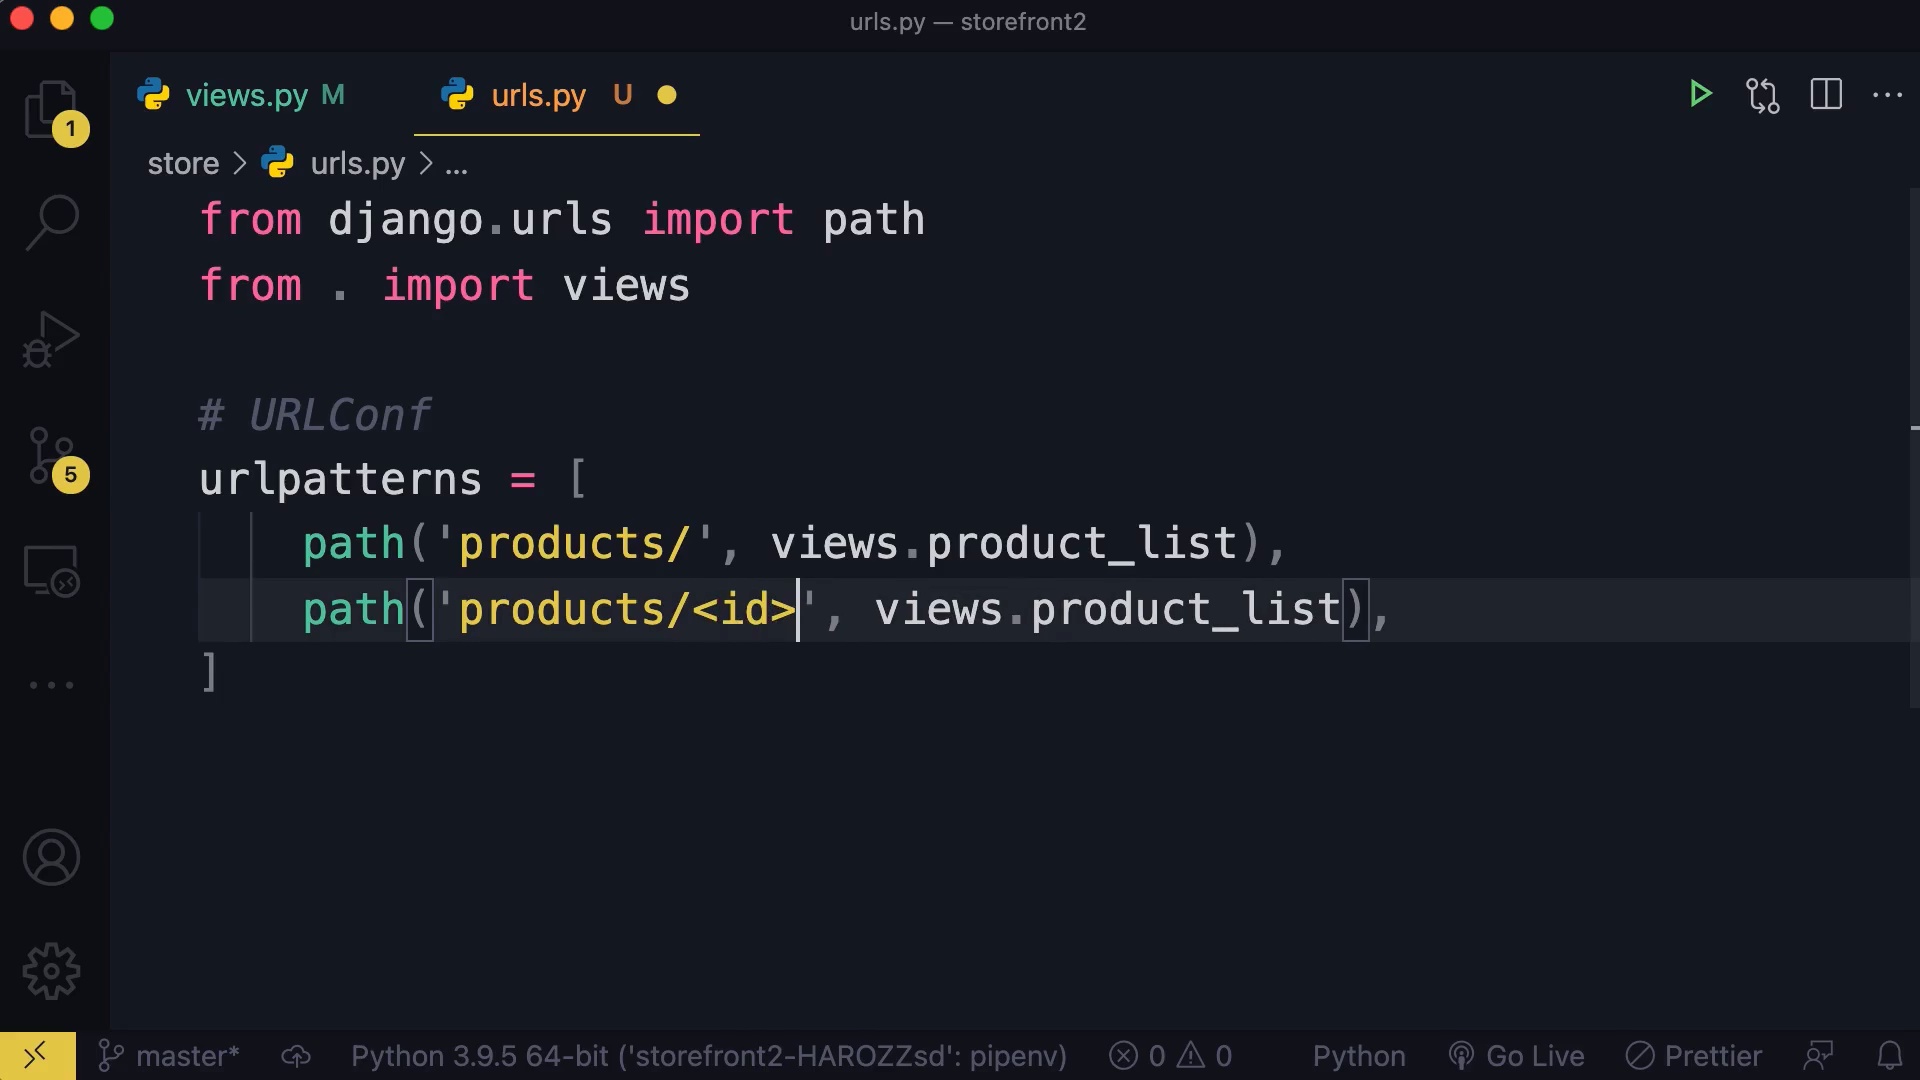 urls.py — storefront2
views.py M urls.py U
1
store > urls.py > ...
from django.urls import path
from . import views
# URLConf
urlpatterns = [
path('products/', views.product_list),
path('products/<id>', views.product_list),
]
5
master* Python 3.9.5 64-bit ('storefront2-HAROZZsd': pipenv) 0 0 Python Go Live Prettier